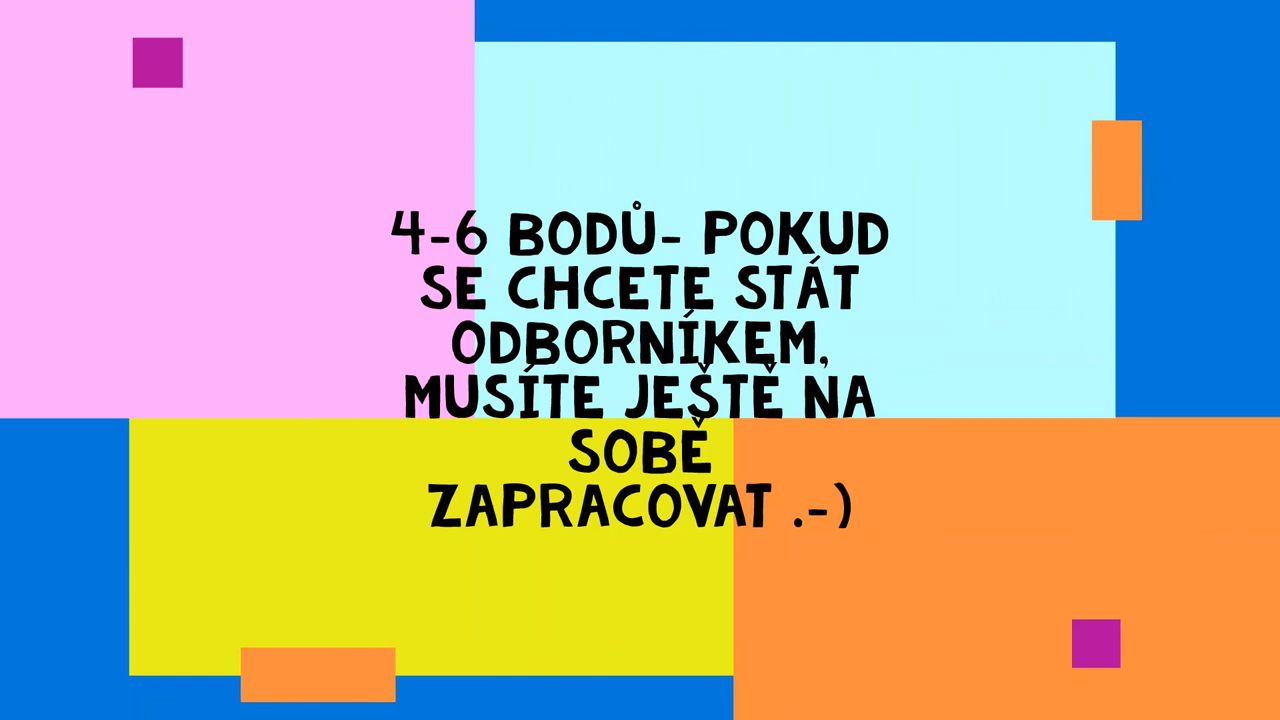 4-6 BODŮ- POKUD
SE CHCETE STÁT
ODBORNÍKEM,
MUSÍTE JEŠTĚ NA
SOBĚ
ZAPRACOVAT .-)